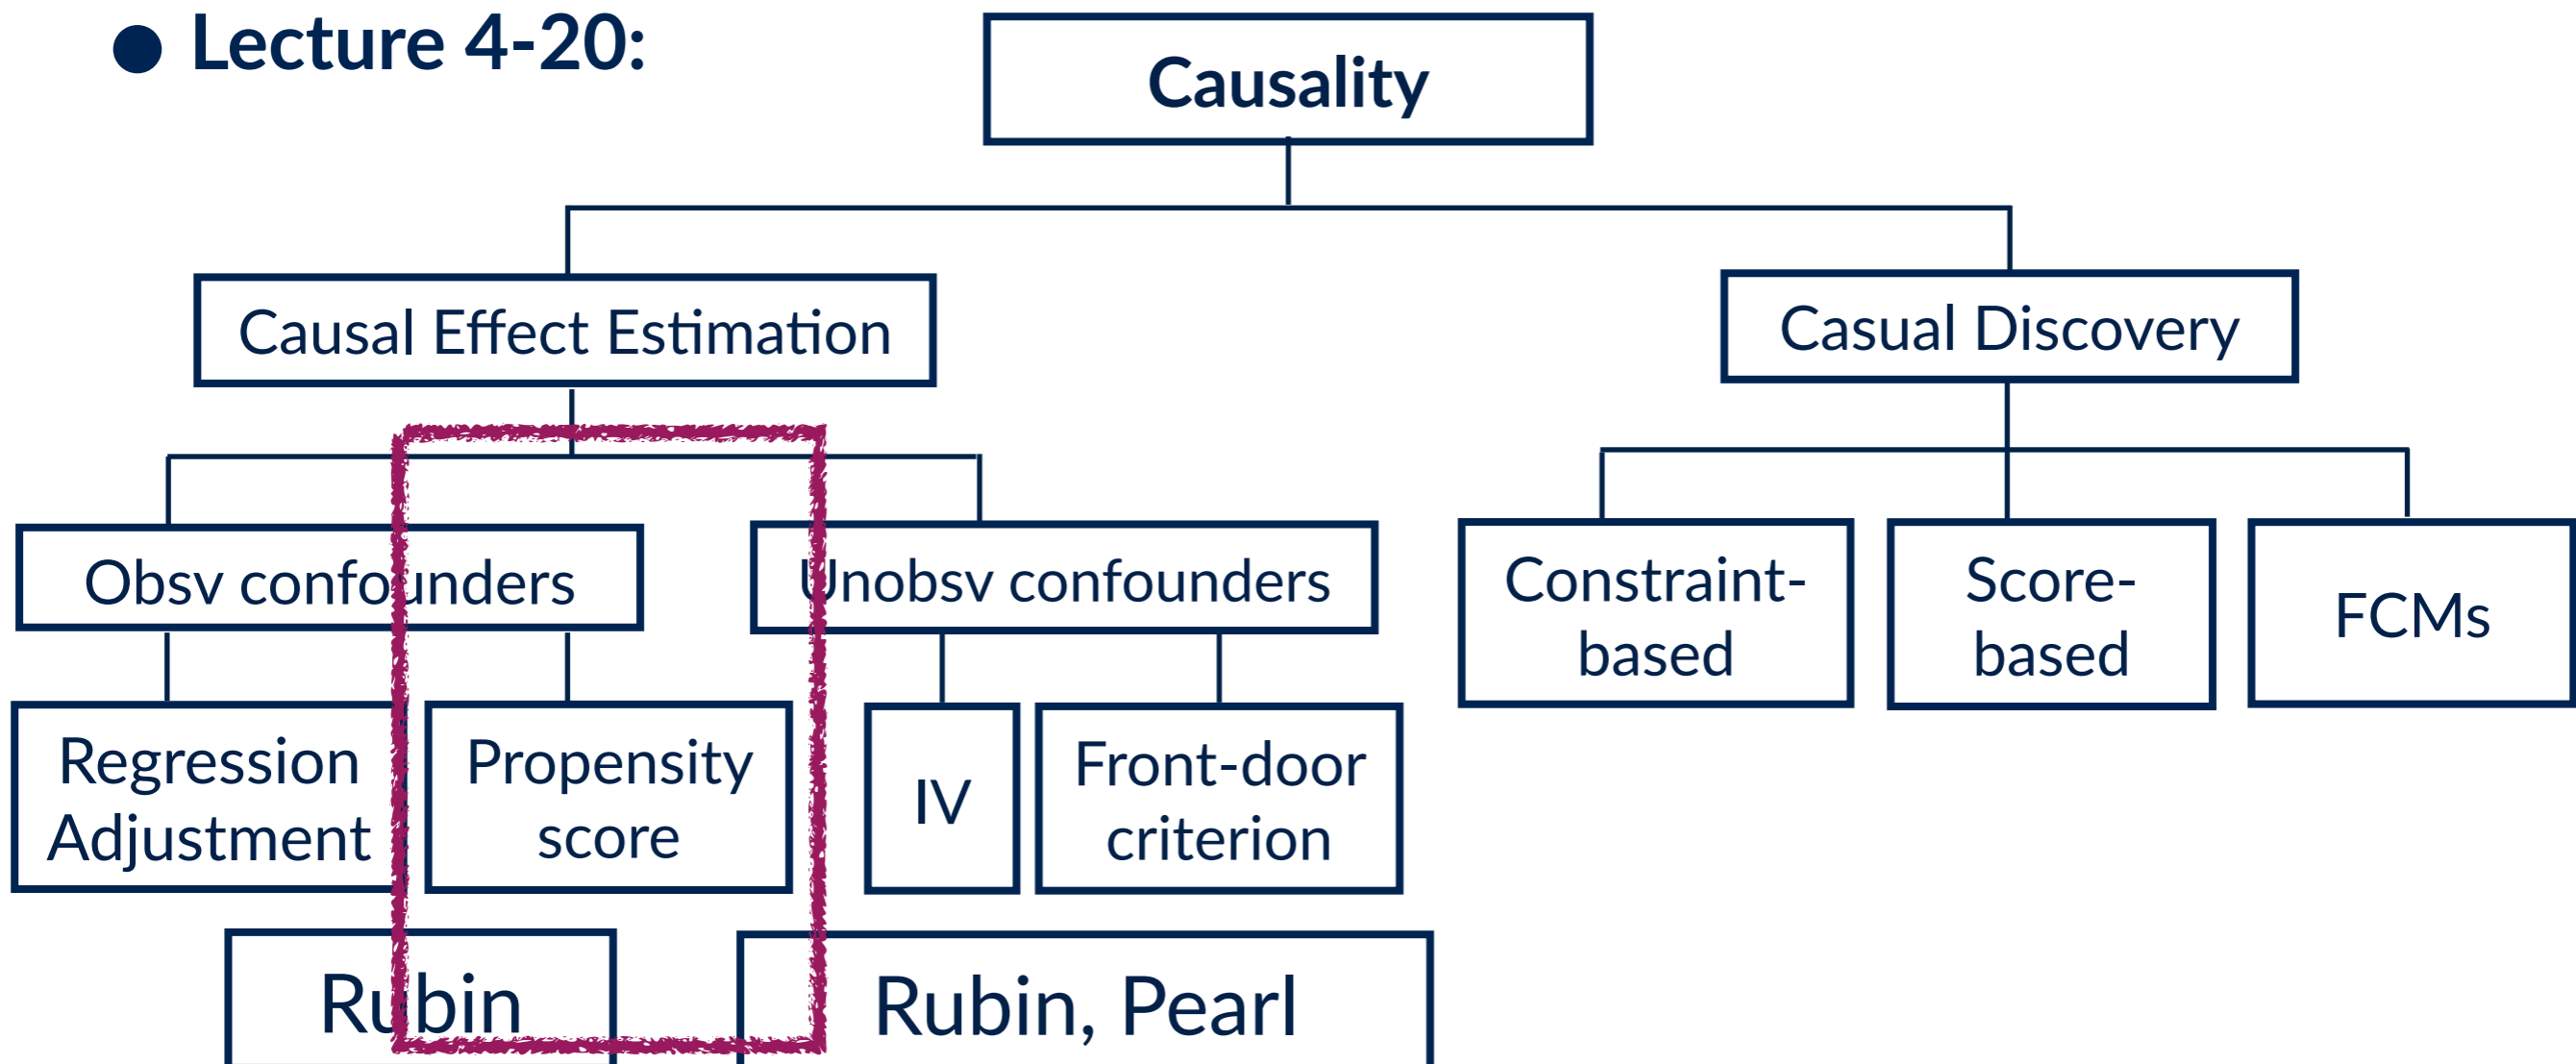 ● Lecture 4-20:
Causality
Causal Effect Estimation
Casual Discovery
Obsv confounders
Unobsv confounders
Constraint-
based
Score-
based
FCMs
Regression
Adjustment
Propensity
score
IV
Front-door
criterion
Rubin
Rubin, Pearl